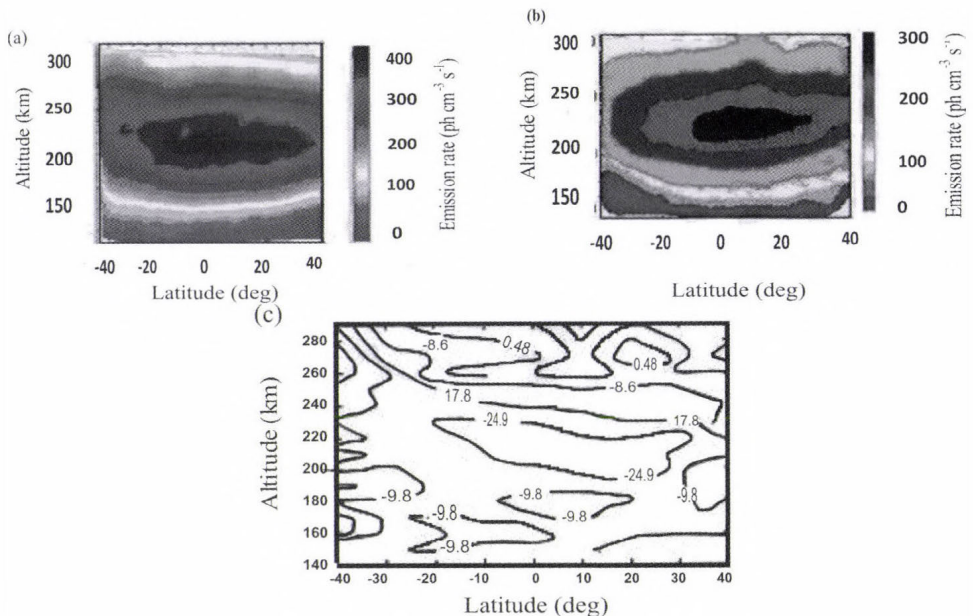 (a)
300
250
200
150
Altitude (km)
-40 -20 0 20 40
Latitude (deg)
400
300
200
100
0
Emission rate (ph cm⁻³ s⁻¹)
(b)
300
250
200
150
Altitude (km)
-40 -20 0 20 40
Latitude (deg)
300
200
100
0
Emission rate (ph cm⁻³ s⁻¹)
(c)
280
260
240
220
200
180
160
140
Altitude (km)
-8.6 0.48 0.48
-8.6
17.8
-24.9 17.8
-24.9
-9.8 -9.8 -9.8
-9.8 -9.8
-9.8
-40 -30 -20 -10 0 10 20 30 40
Latitude (deg)